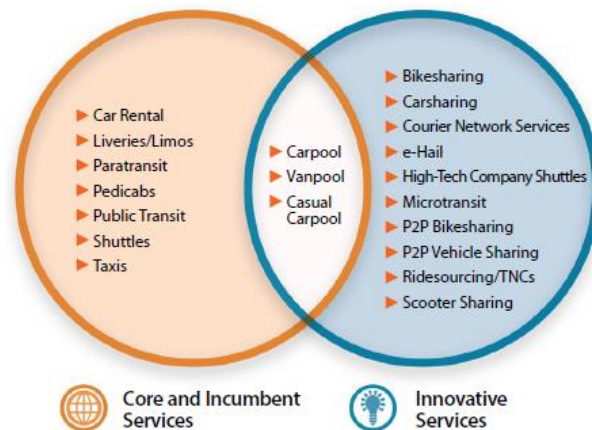 Car Rental
Liveries/Limos
Paratransit
Pedicabs
Public Transit
Shuttles
Taxis
Carpool
Vanpool
Casual
Carpool
Bikesharing
Carsharing
Courier Network Services
e-Hail
High-Tech Company Shuttles
Microtransit
P2P Bikesharing
P2P Vehicle Sharing
Ridesourcing/TNCs
Scooter Sharing
Core and Incumbent
Services
Innovative
Services